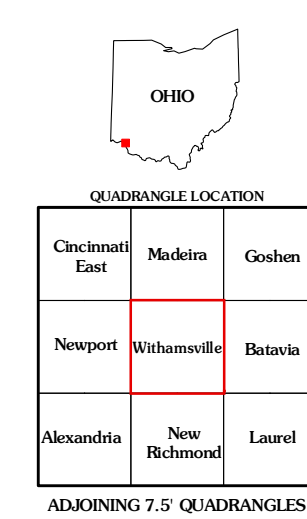 OHIO
QUADRANGLE LOCATION
Cincinnati
East
Madeira
Goshen
Newport
Withamsville
Batavia
Alexandria
New
Richmond
Laurel
ADJOINING 7.5' QUADRANGLES